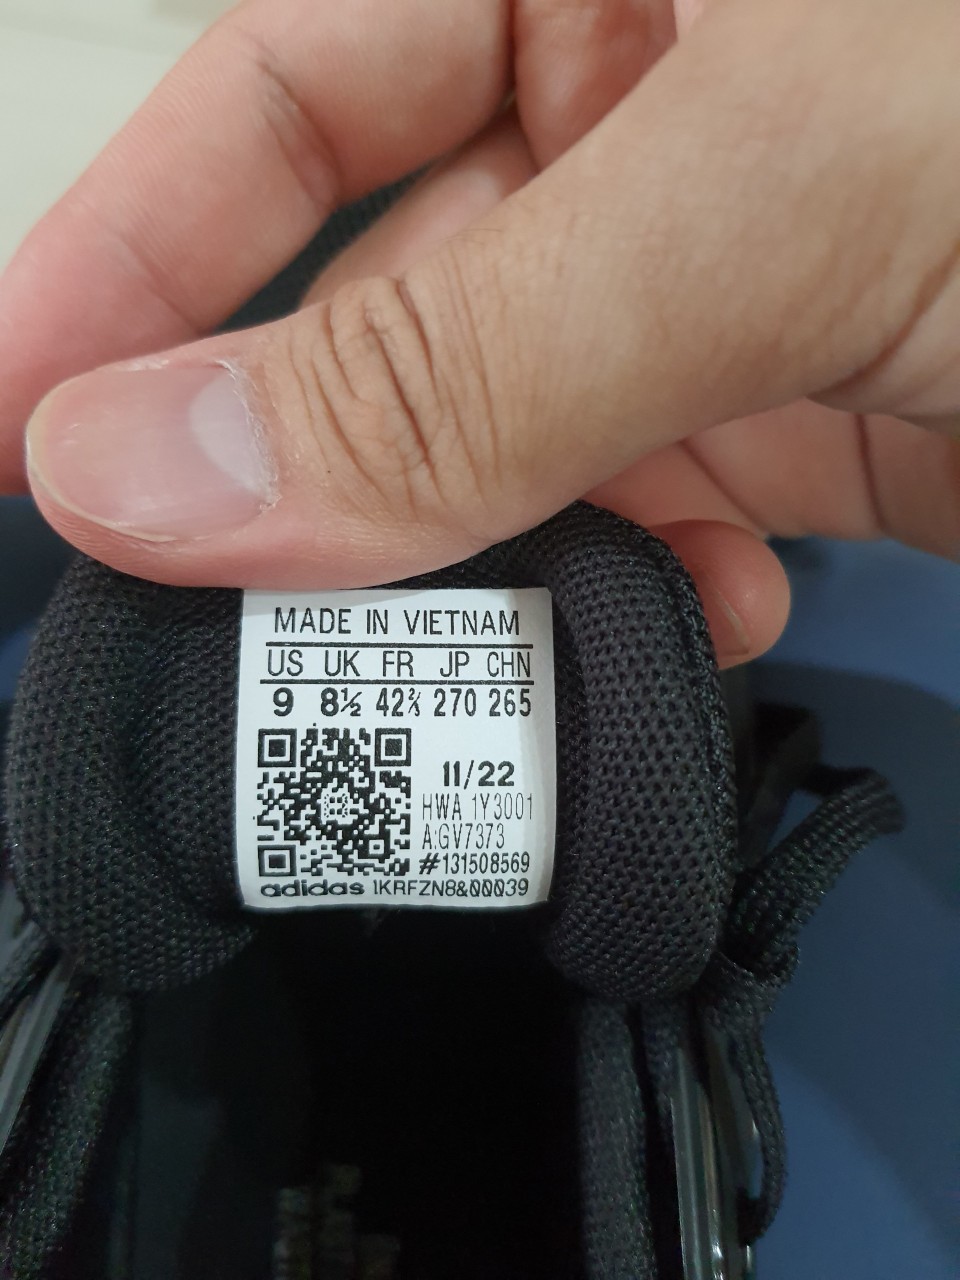 MADE IN VIETNAM
US UK FR JP CHN
9 8½ 42⅔ 270 265
11/22
HWA 1Y3001
A:GV7373
#131508569
adidas 1KRFZN8&00039